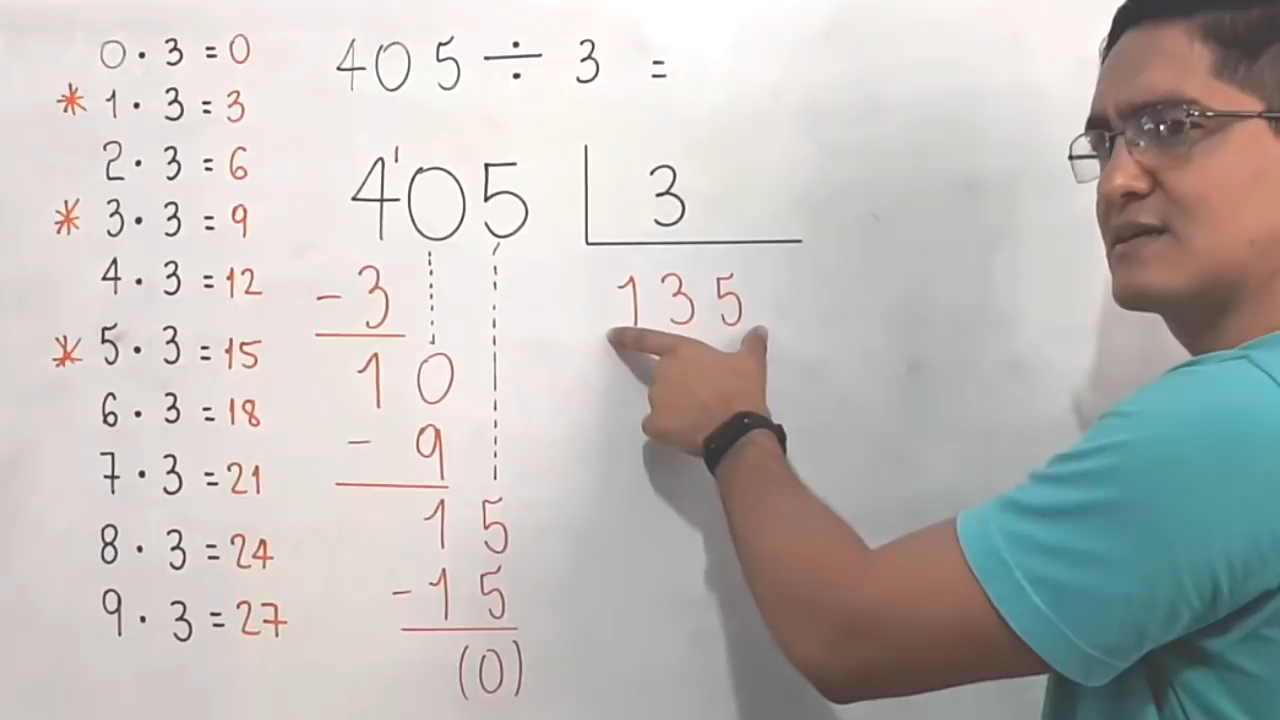 0 · 3 = 0
* 1 · 3 = 3
2 · 3 = 6
* 3 · 3 = 9
4 · 3 = 12
* 5 · 3 = 15
6 · 3 = 18
7 · 3 = 21
8 · 3 = 24
9 · 3 = 27
405 ÷ 3 =
4'05 3
- 3 135
10
- 9
15
- 15
(0)